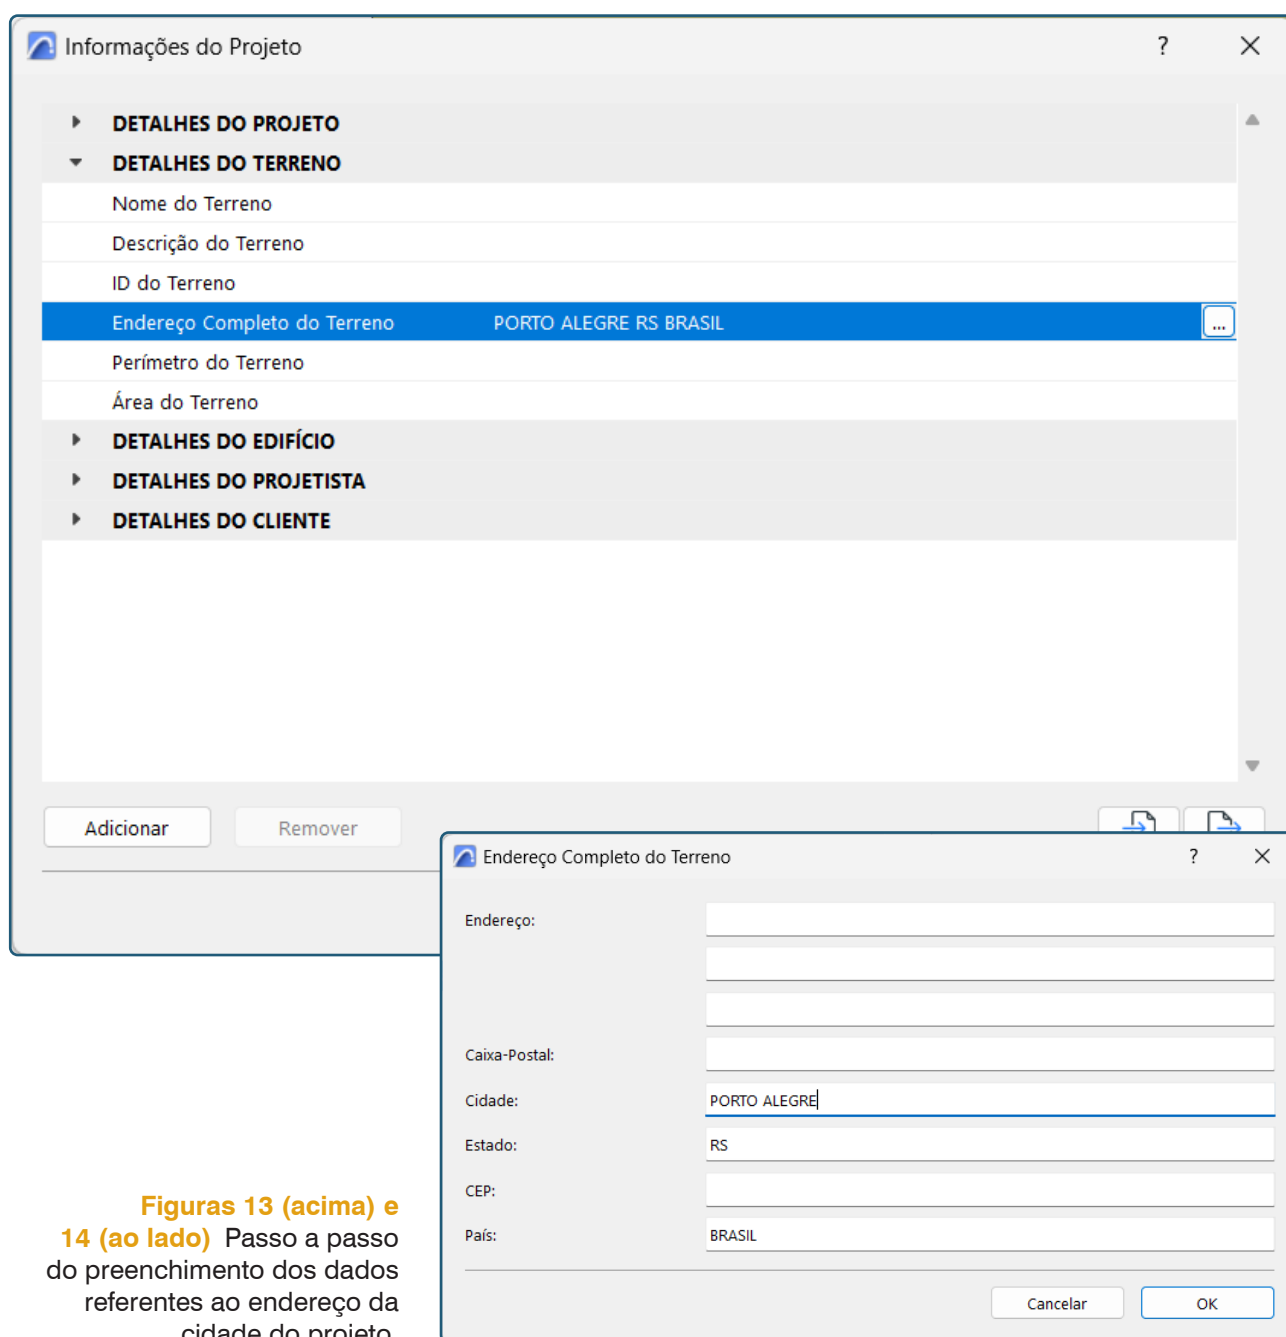 Informações do Projeto
?
DETALHES DO PROJETO
DETALHES DO TERRENO
Nome do Terreno
Descrição do Terreno
ID do Terreno
Endereço Completo do Terreno PORTO ALEGRE RS BRASIL ...
Perímetro do Terreno
Área do Terreno
DETALHES DO EDIFÍCIO
DETALHES DO PROJETISTA
DETALHES DO CLIENTE
Adicionar Remover
Endereço Completo do Terreno ?
Endereço:
Caixa-Postal:
Cidade: PORTO ALEGRE
Estado: RS
CEP:
País: BRASIL
Cancelar OK
Figuras 13 (acima) e
14 (ao lado) Passo a passo
do preenchimento dos dados
referentes ao endereço da
cidade do projeto.